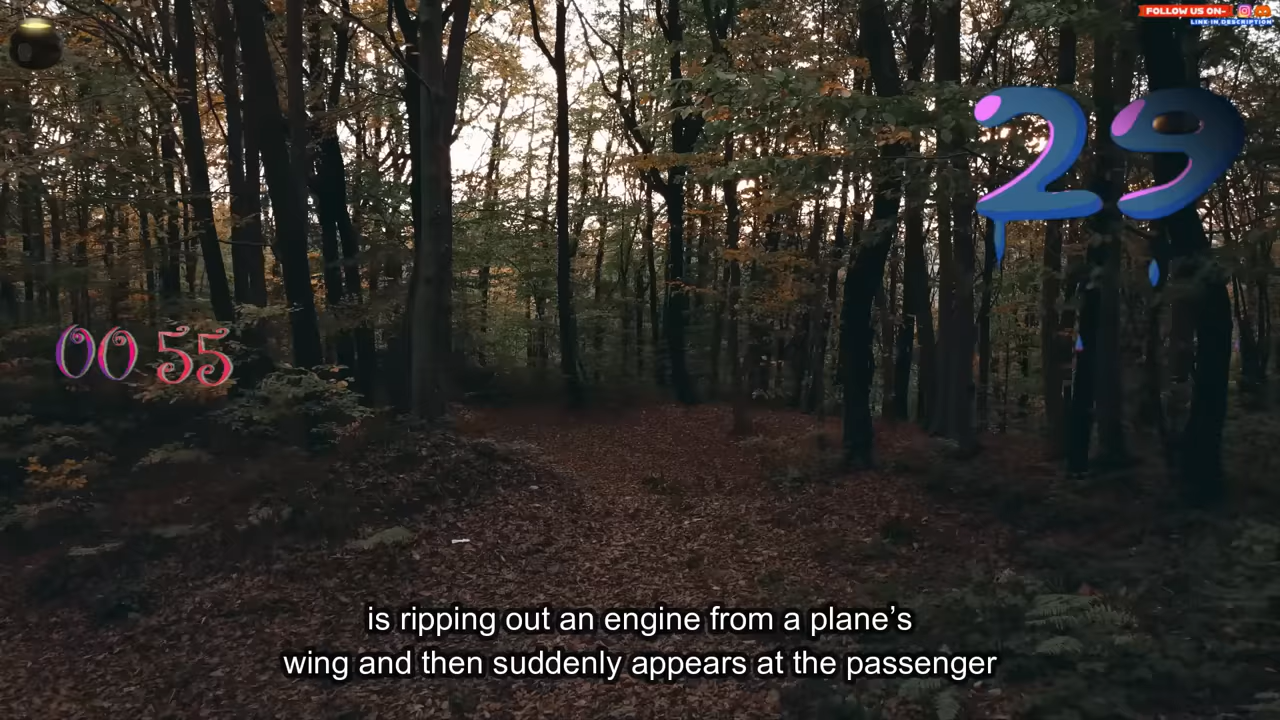 FOLLOW US ON-
LINK IN DESCRIPTION
29
00 55
is ripping out an engine from a plane's
wing and then suddenly appears at the passenger